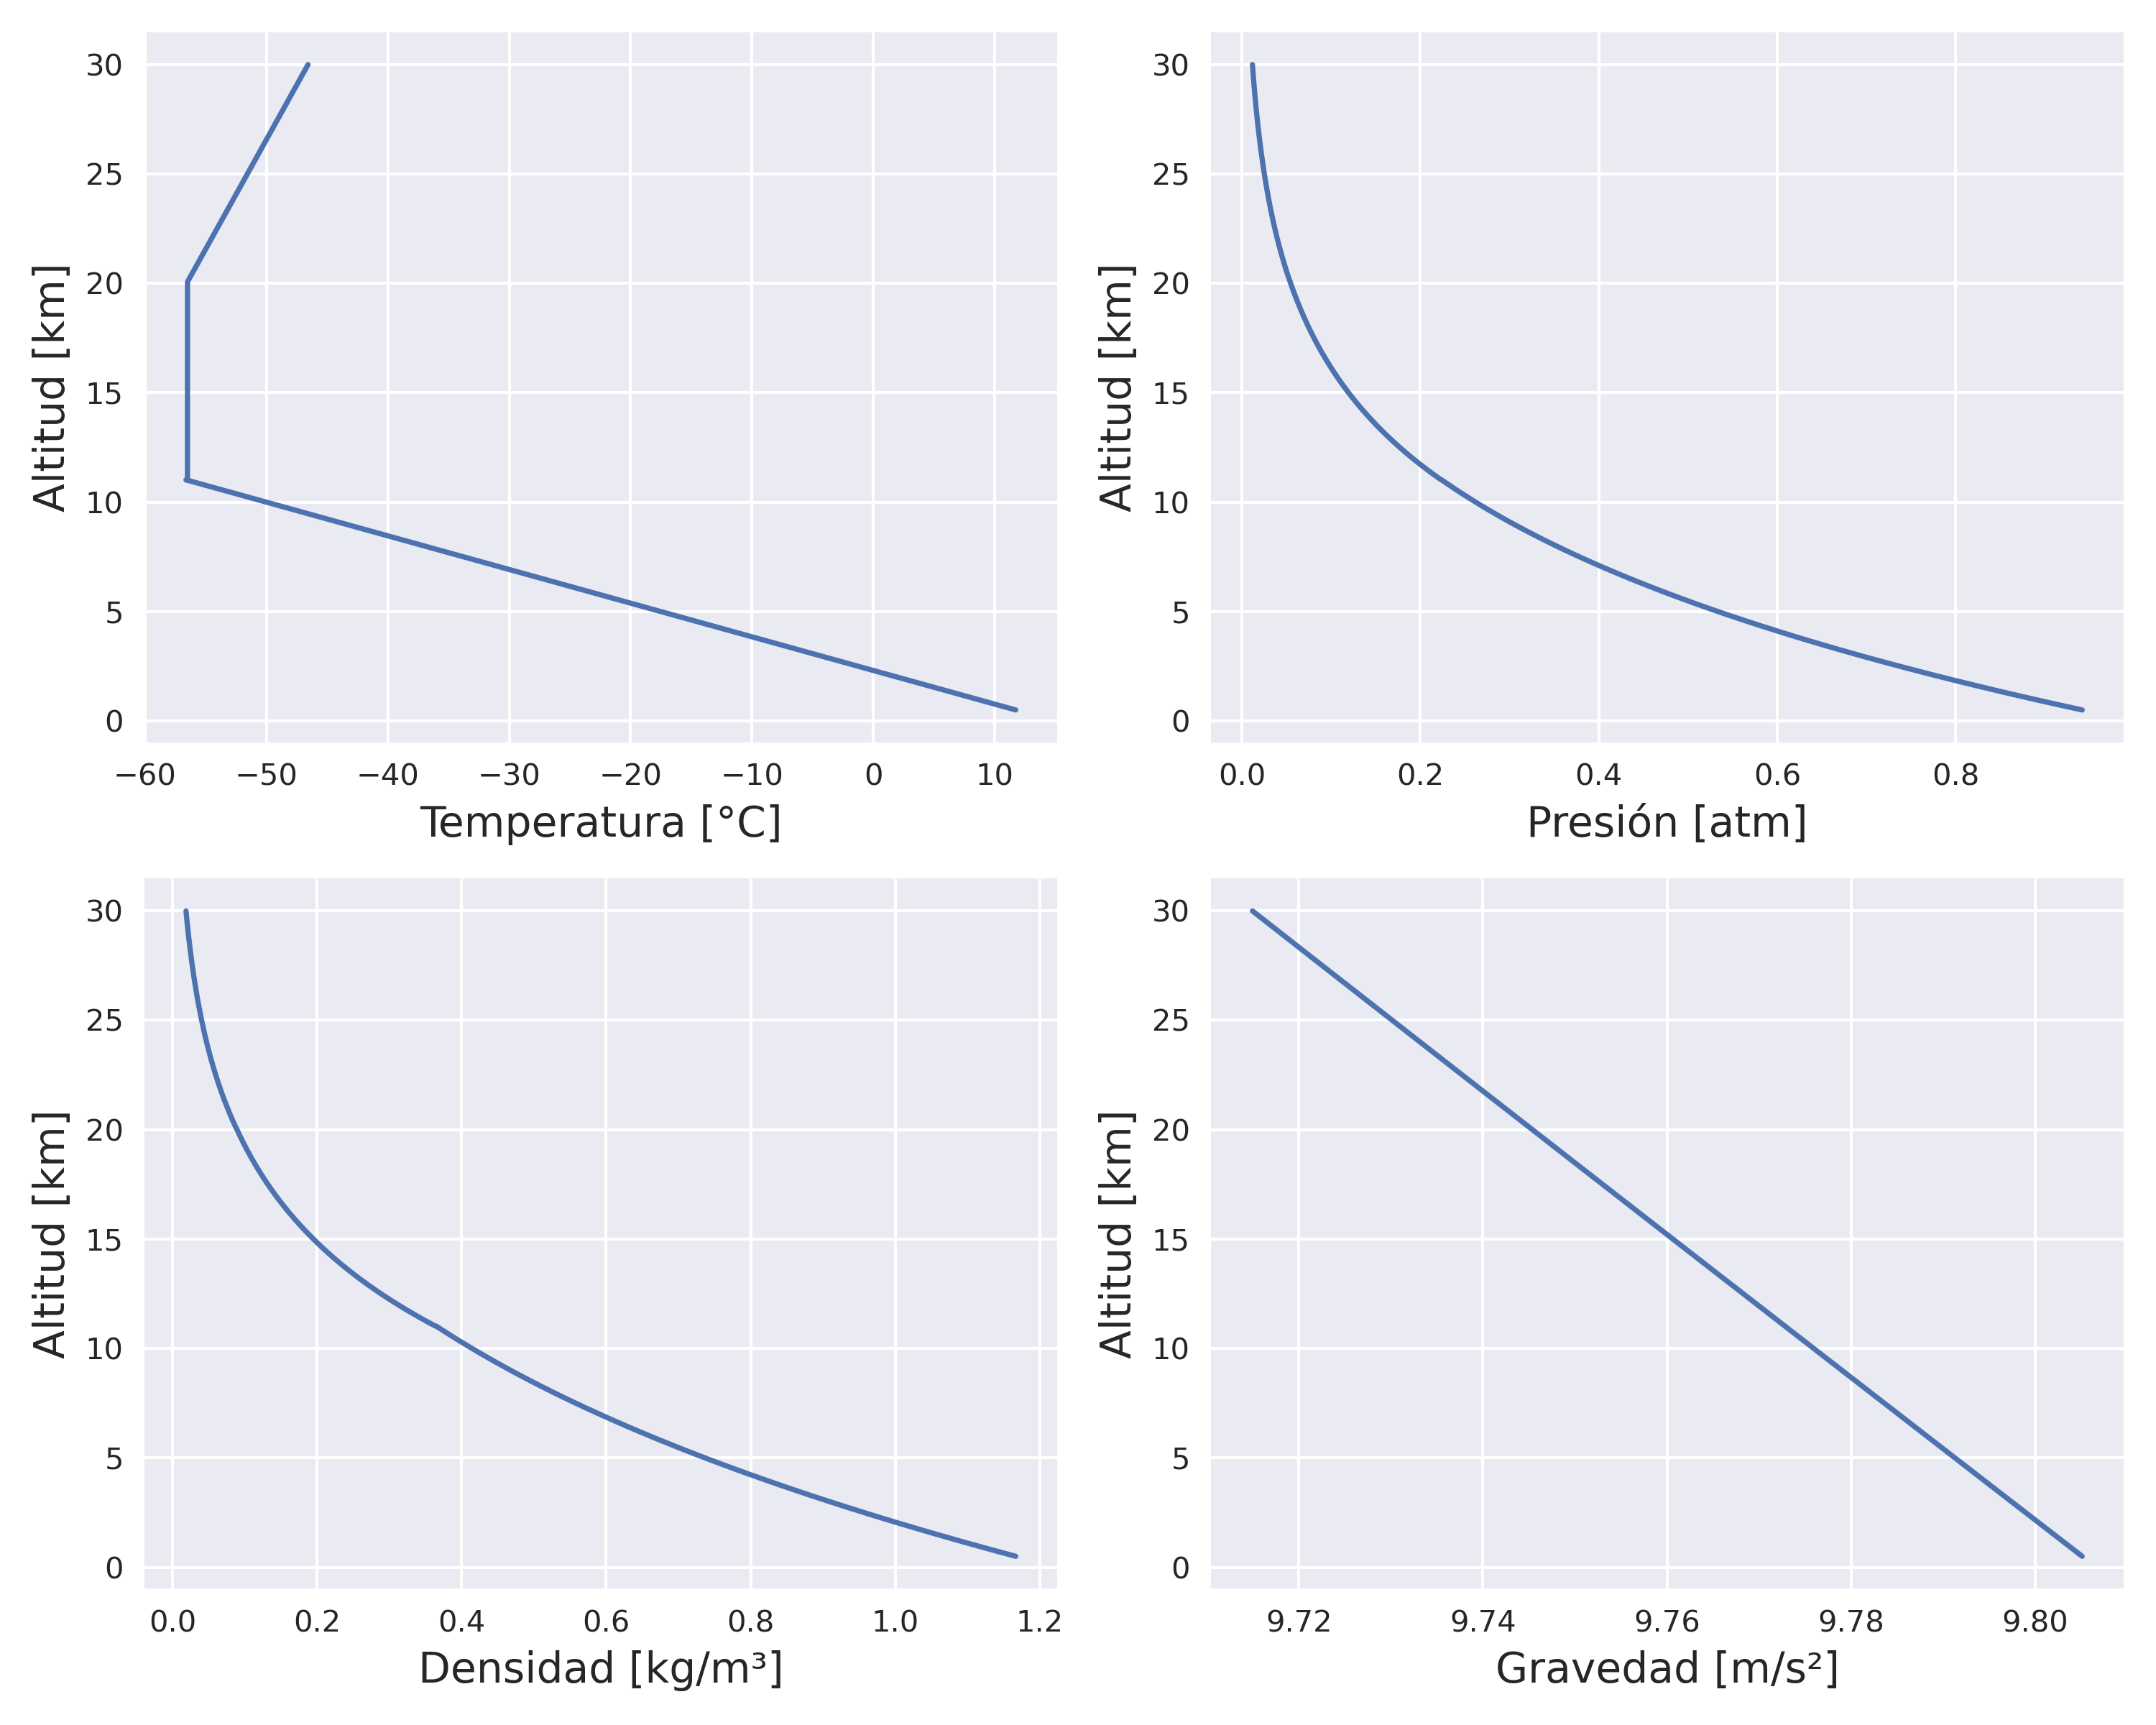 30
25
20
15
10
5
0
Altitud [km]
−60 −50 −40 −30 −20 −10 0 10
Temperatura [°C]
30
25
20
15
10
5
0
Altitud [km]
0.0 0.2 0.4 0.6 0.8
Presión [atm]
30
25
20
15
10
5
0
Altitud [km]
0.0 0.2 0.4 0.6 0.8 1.0 1.2
Densidad [kg/m³]
30
25
20
15
10
5
0
Altitud [km]
9.72 9.74 9.76 9.78 9.80
Gravedad [m/s²]